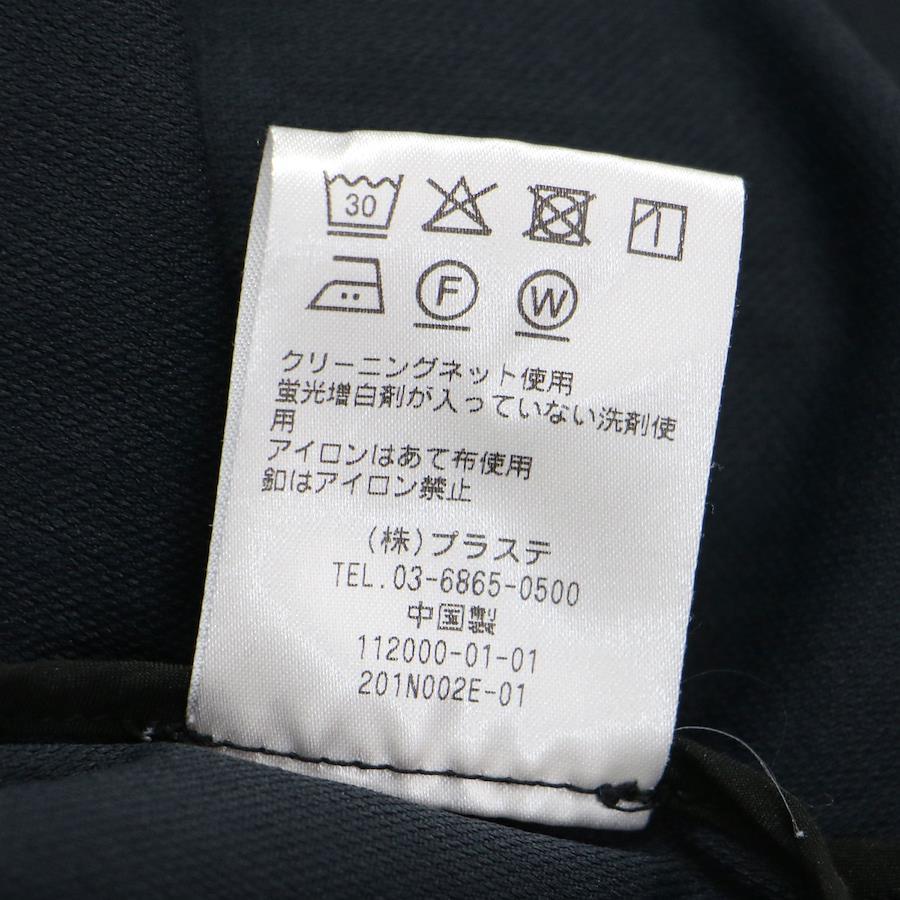 30
F W
クリーニングネット使用
蛍光増白剤が入っていない洗剤使
用
アイロンはあて布使用
釦はアイロン禁止
(株)プラステ
TEL.03-6865-0500
中国製
112000-01-01
201N002E-01